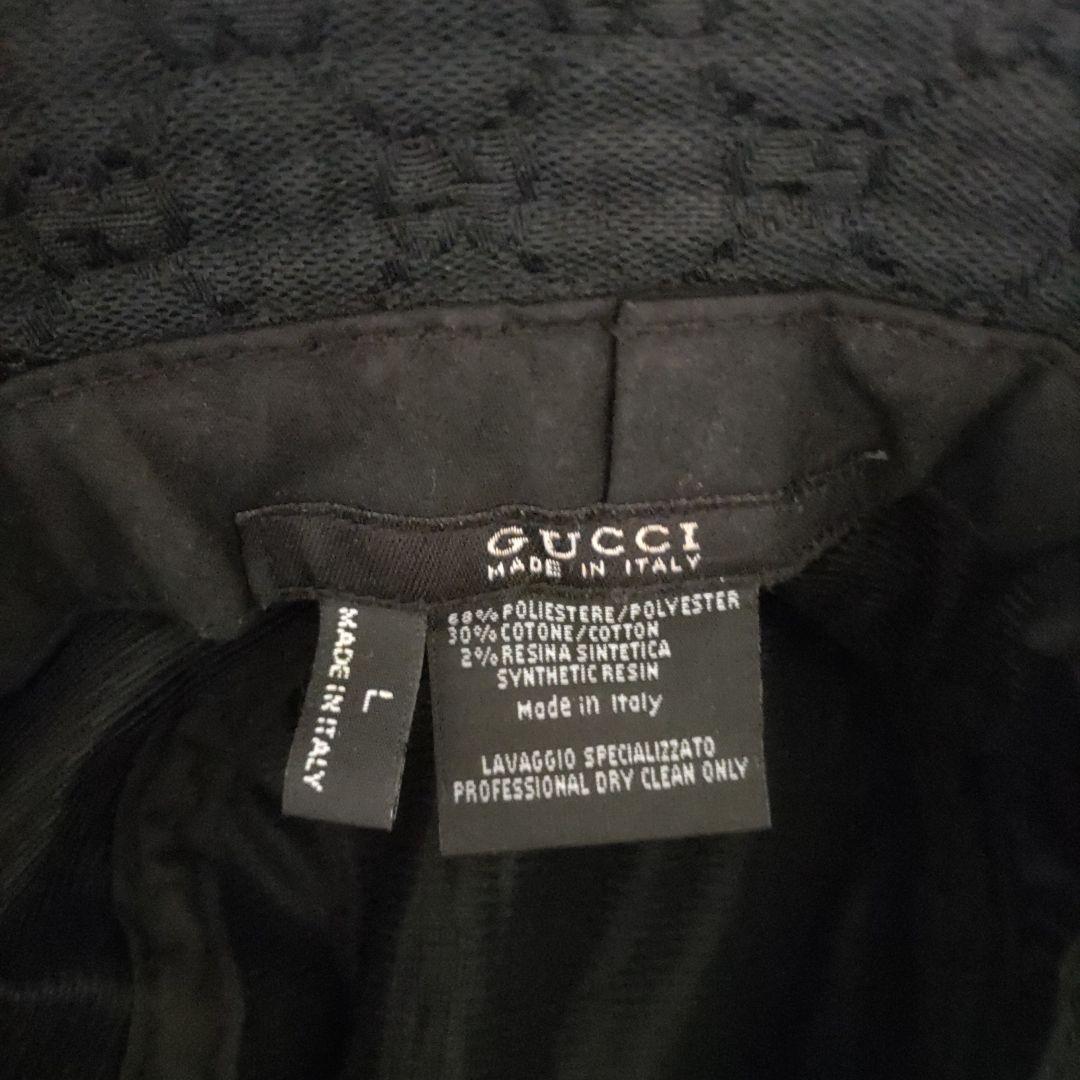 GUCCI
MADE IN ITALY
MADE IN ITALY
L
68% POLIESTERE/POLYESTER
30% COTONE/COTTON
2% RESINA SINTETICA
SYNTHETIC RESIN
Made in Italy
LAVAGGIO SPECIALIZZATO
PROFESSIONAL DRY CLEAN ONLY